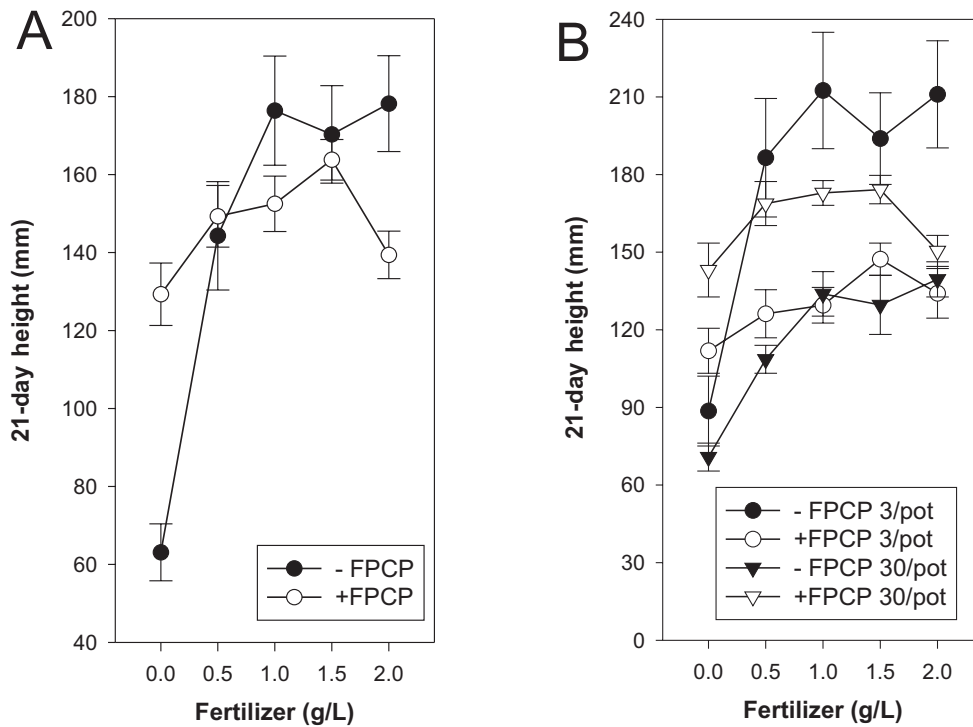 A
21-day height (mm)
200
180
160
140
120
100
80
60
40
0.0 0.5 1.0 1.5 2.0
Fertilizer (g/L)
- FPCP
+FPCP
B
21-day height (mm)
240
210
180
150
120
90
60
0
0.0 0.5 1.0 1.5 2.0
Fertilizer (g/L)
- FPCP 3/pot
+FPCP 3/pot
- FPCP 30/pot
+FPCP 30/pot